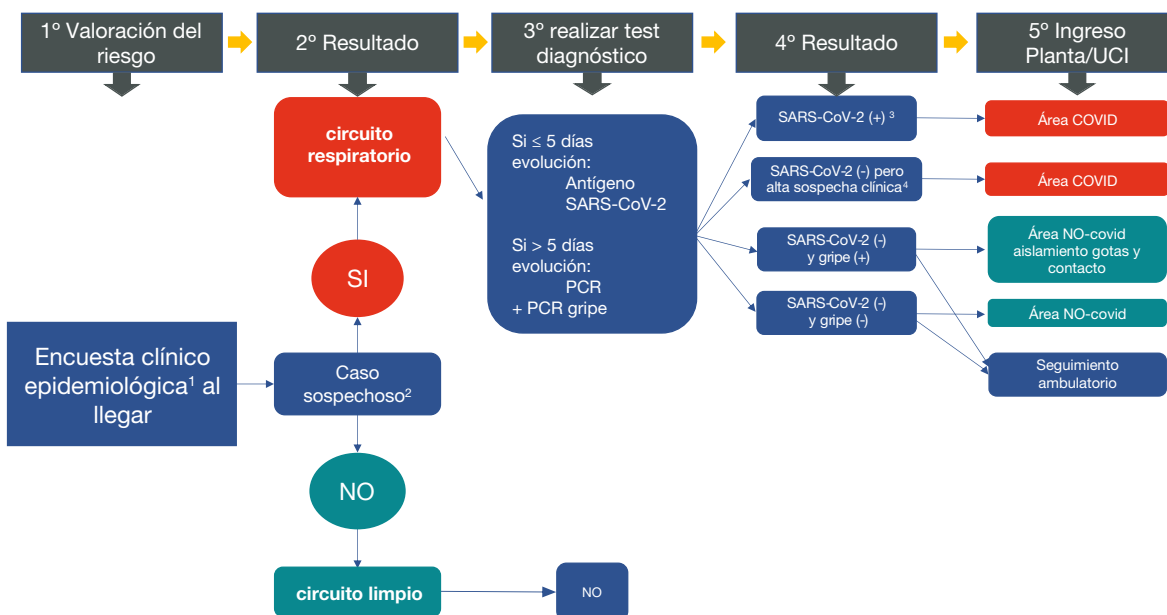 1º Valoración del
riesgo
2º Resultado
3º realizar test
diagnóstico
4º Resultado
5º Ingreso
Planta/UCI
circuito
respiratorio
SI
Encuesta clínico
epidemiológica¹ al
llegar
Caso
sospechoso²
NO
circuito limpio
NO
Si ≤ 5 días
evolución:
Antígeno
SARS-CoV-2
Si > 5 días
evolución:
PCR
+ PCR gripe
SARS-CoV-2 (+) ³
SARS-CoV-2 (-) pero
alta sospecha clínica⁴
SARS-CoV-2 (-)
y gripe (+)
SARS-CoV-2 (-)
y gripe (-)
Área COVID
Área COVID
Área NO-covid
aislamiento gotas y
contacto
Área NO-covid
Seguimiento
ambulatorio